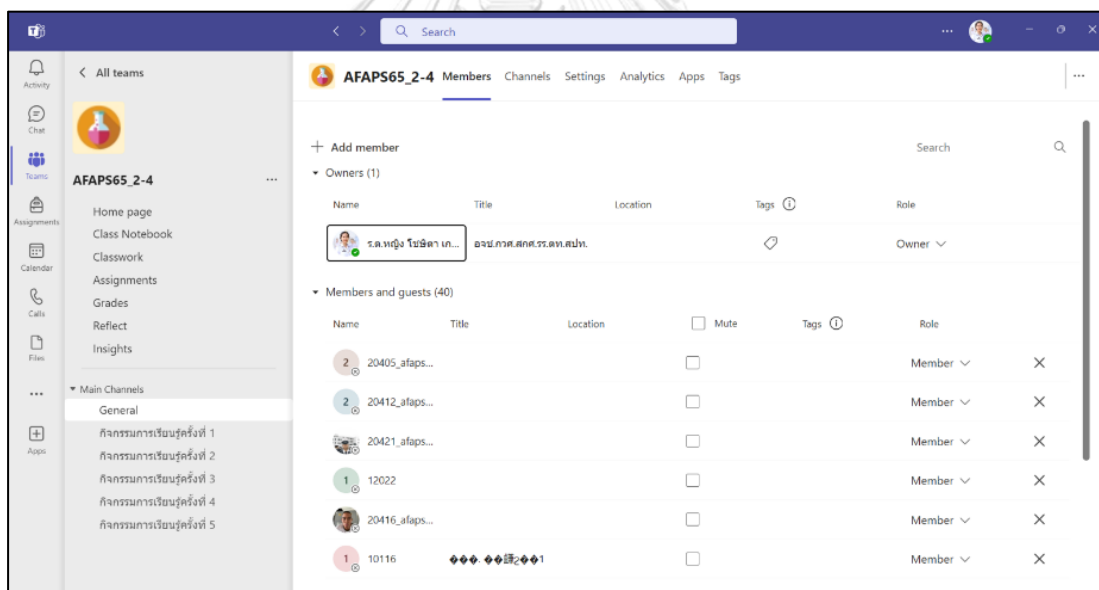 Search
Activity
Chat
Teams
Assignments
Calendar
Calls
Files
Apps
All teams
AFAPS65_2-4
Home page
Class Notebook
Classwork
Assignments
Grades
Reflect
Insights
Main Channels
General
กิจกรรมการเรียนรู้ครั้งที่ 1
กิจกรรมการเรียนรู้ครั้งที่ 2
กิจกรรมการเรียนรู้ครั้งที่ 3
กิจกรรมการเรียนรู้ครั้งที่ 4
กิจกรรมการเรียนรู้ครั้งที่ 5
AFAPS65_2-4 Members Channels Settings Analytics Apps Tags
Add member Search
Owners (1)
Name Title Location Tags Role
ร.ต.หญิง โชษิตา เก... อจช.กวศ.สกศ.รร.ตท.สปท. Owner
Members and guests (40)
Name Title Location Mute Tags Role
2 20405_afaps... Member
2 20412_afaps... Member
20421_afaps... Member
1 12022 Member
20416_afaps... Member
1 10116 Member